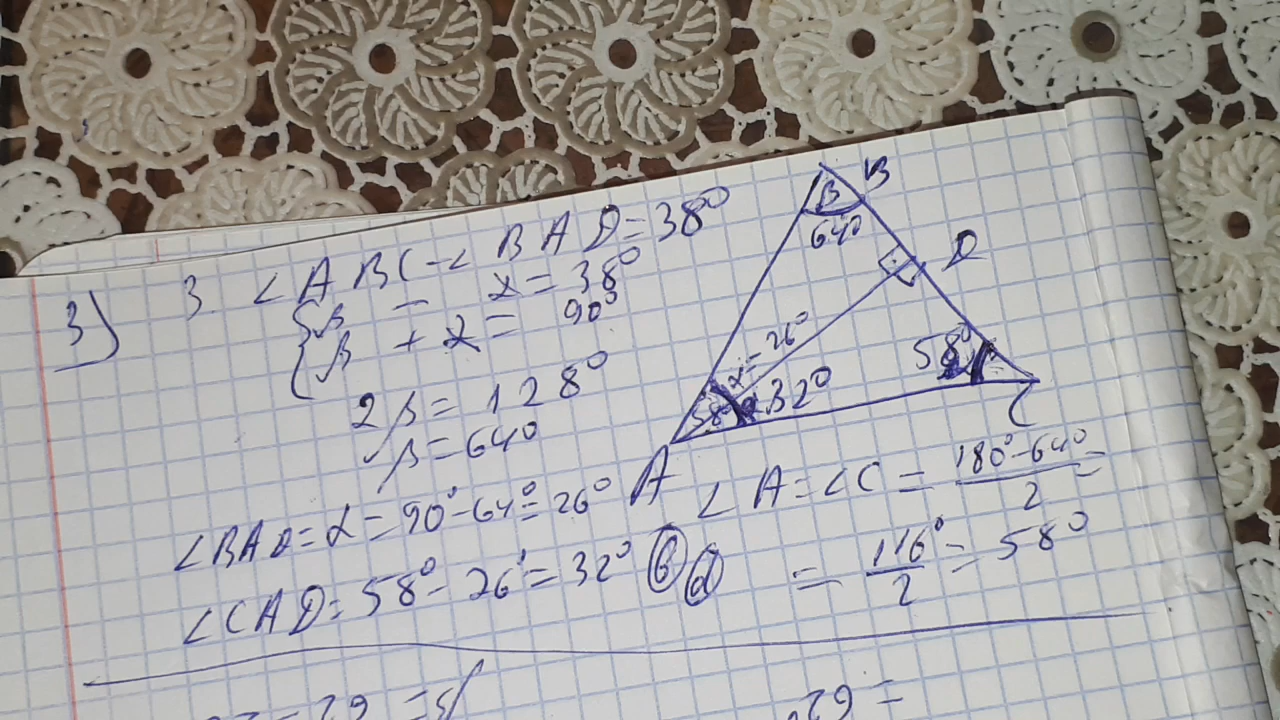 3) 3. ∠ABC - ∠BAD = 38°
β - α = 38°
β + α = 90°
2β = 128°
β = 64°
∠BAD = α = 90° - 64° = 26°
∠CAD = 58° - 26° = 32°
B
β
64°
D
α = 26°
58°
32°
58°
A
C
∠A = ∠C = (180° - 64°)/2 =
= 116°/2 = 58°